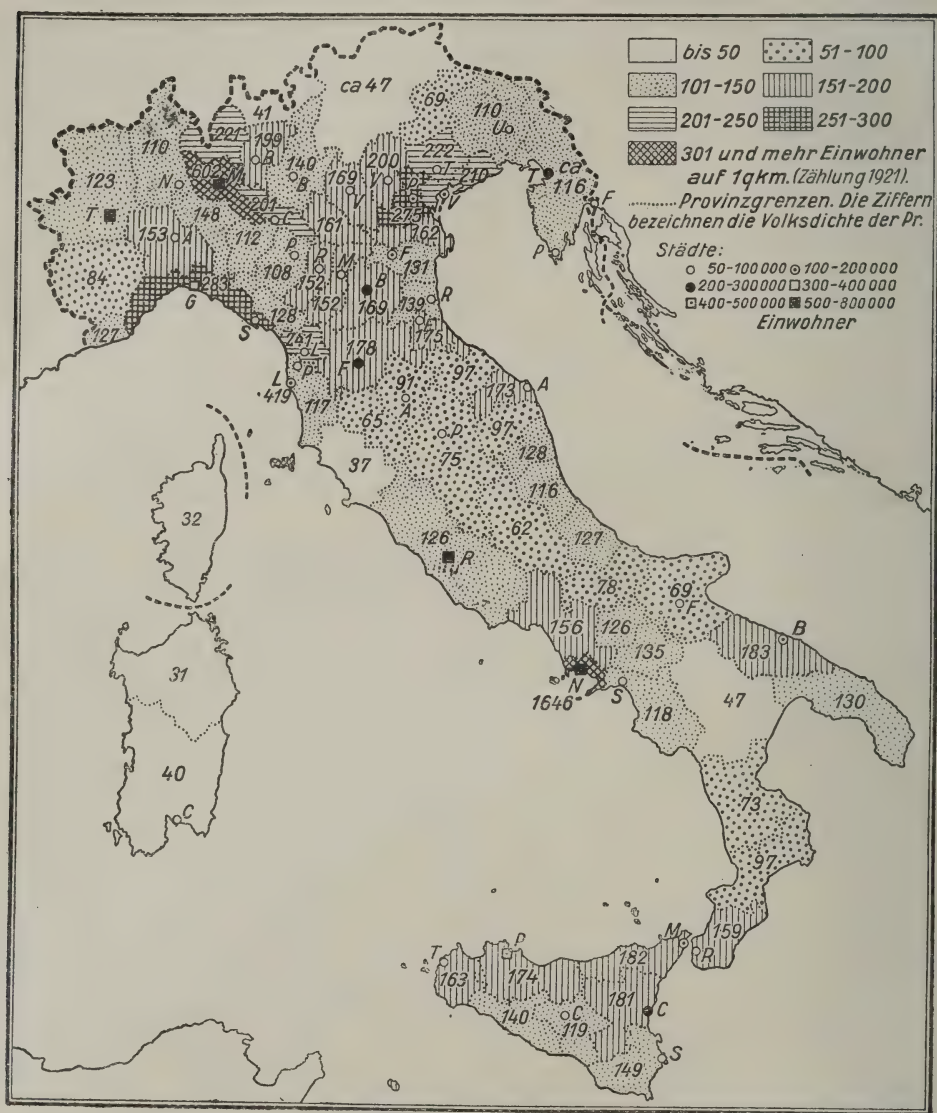 bis 50 51-100
101-150 151-200
201-250 251-300
301 und mehr Einwohner
auf 1qkm. (Zählung 1921).
Provinzgrenzen. Die Ziffern
bezeichnen die Volksdichte der Pr.
Städte:
50-100 000 100-200 000
200-300 000 300-400 000
400-500 000 500-800 000
Einwohner
ca 47
69
110
U
41
221
199
B
110
140
B
200
222
T
210
T
ca
116
F
P
123
N
602
M
169
V
V
P
275
V
T
148
201
C
161
162
153
A
112
P
108
P
152
M
F
131
84
283
G
152
B
169
139
R
F
175
127
128
S
141
L
P
178
F
L
419
117
91
A
97
173
A
65
97
P
75
128
37
116
32
62
127
126
R
78
69
F
156
126
B
183
135
N
1646
S
118
47
130
31
40
C
73
97
159
M
R
T
163
P
174
182
181
140
C
119
C
149
S